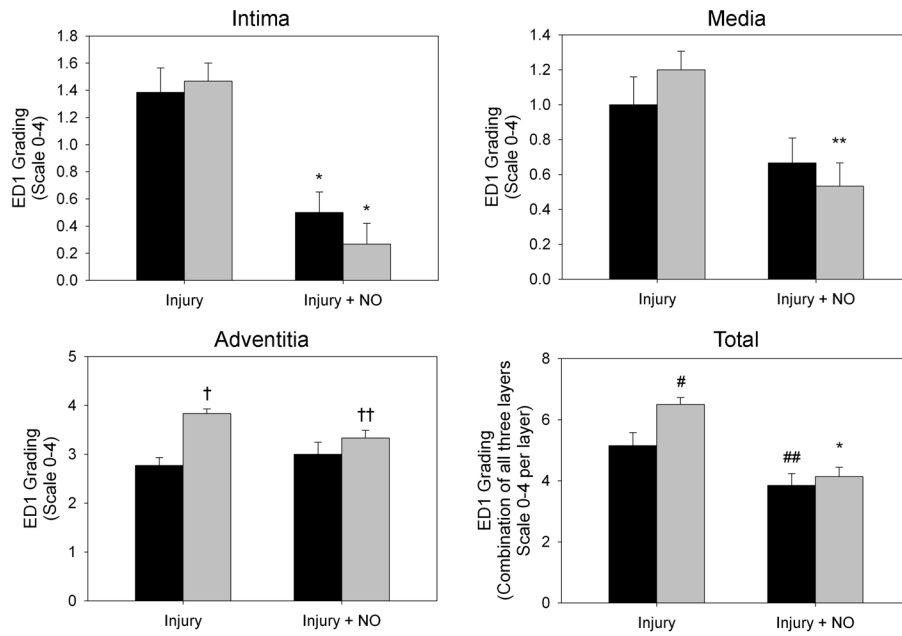 Intima
ED1 Grading
(Scale 0-4)
1.8
1.6
1.4
1.2
1.0
0.8
0.6
0.4
0.2
0.0
*
*
Injury
Injury + NO
Media
ED1 Grading
(Scale 0-4)
1.4
1.2
1.0
0.8
0.6
0.4
0.2
0.0
**
Injury
Injury + NO
Adventitia
ED1 Grading
(Scale 0-4)
5
4
3
2
1
0
†
††
Injury
Injury + NO
Total
ED1 Grading
(Combination of all three layers
Scale 0-4 per layer)
8
6
4
2
0
#
##
*
Injury
Injury + NO